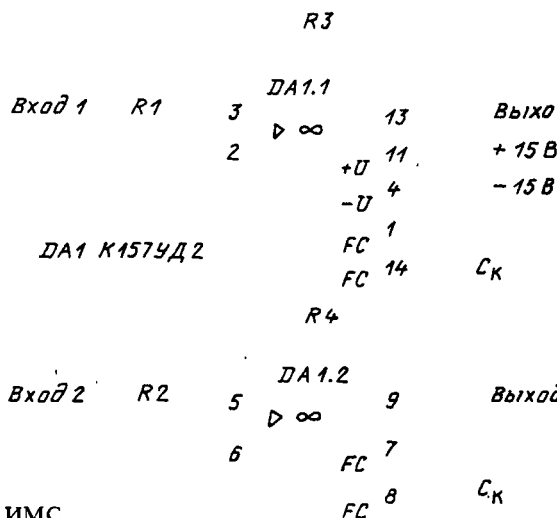 R3
DA1.1
Вход 1 R1 3 ▷ ∞ 13 Выхо
2 +U 11 + 15 В
-U 4 - 15 В
FC 1
DA1 К157УД2
FC 14 Cк
R4
DA1.2
Вход 2 R2 5 ▷ ∞ 9 Выход
6 FC 7
FC 8 Cк
ИМС